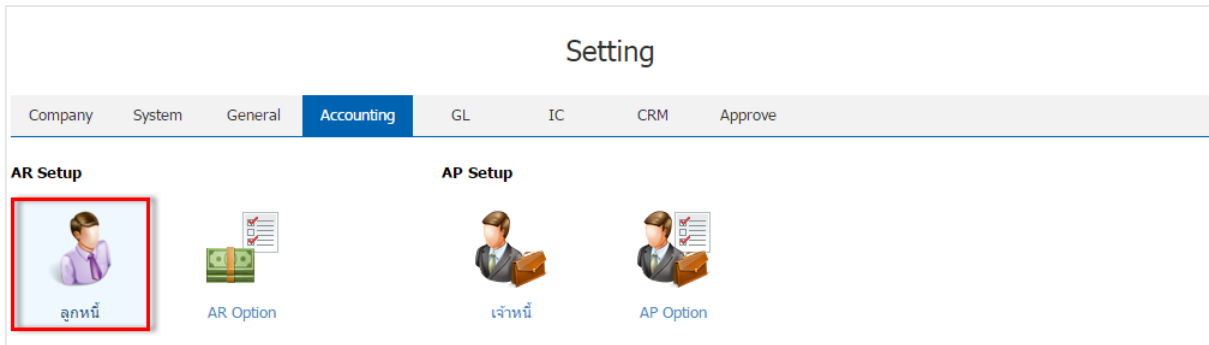 Setting
Company System General Accounting GL IC CRM Approve
AR Setup AP Setup
ลูกหนี้ AR Option เจ้าหนี้ AP Option